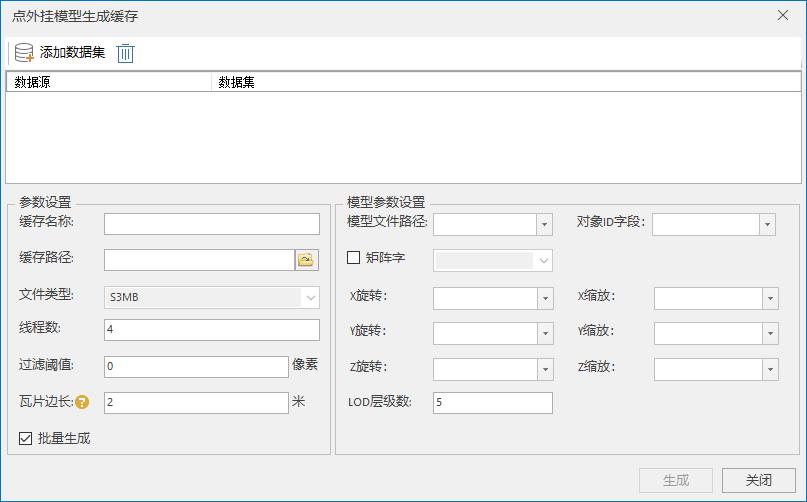 点外挂模型生成缓存
添加数据集
数据源 数据集
参数设置
缓存名称:
缓存路径:
文件类型: S3MB
线程数: 4
过滤阈值: 0 像素
瓦片边长: ? 2 米
批量生成
模型参数设置
模型文件路径: 对象ID字段:
矩阵字
X旋转: X缩放:
Y旋转: Y缩放:
Z旋转: Z缩放:
LOD层级数: 5
生成 关闭